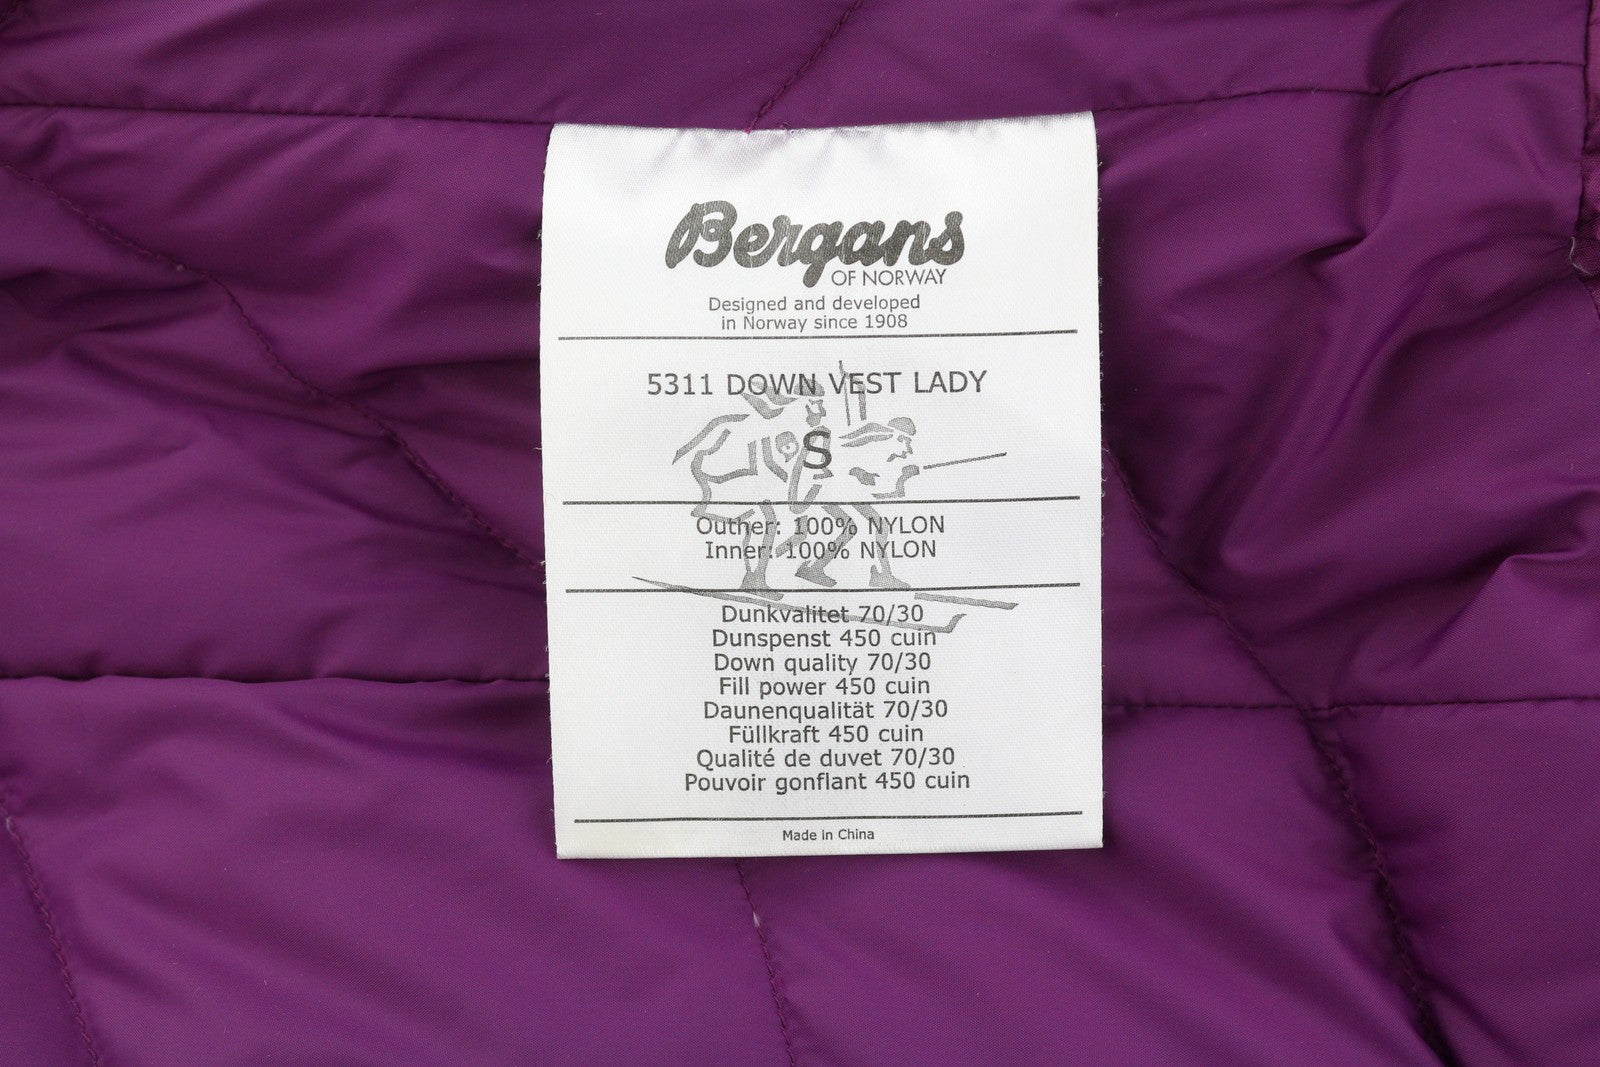 Bergans
OF NORWAY
Designed and developed
in Norway since 1908
5311 DOWN VEST LADY
S
Outher: 100% NYLON
Inner: 100% NYLON
Dunkvalitet 70/30
Dunspenst 450 cuin
Down quality 70/30
Fill power 450 cuin
Daunenqualität 70/30
Füllkraft 450 cuin
Qualité de duvet 70/30
Pouvoir gonflant 450 cuin
Made in China